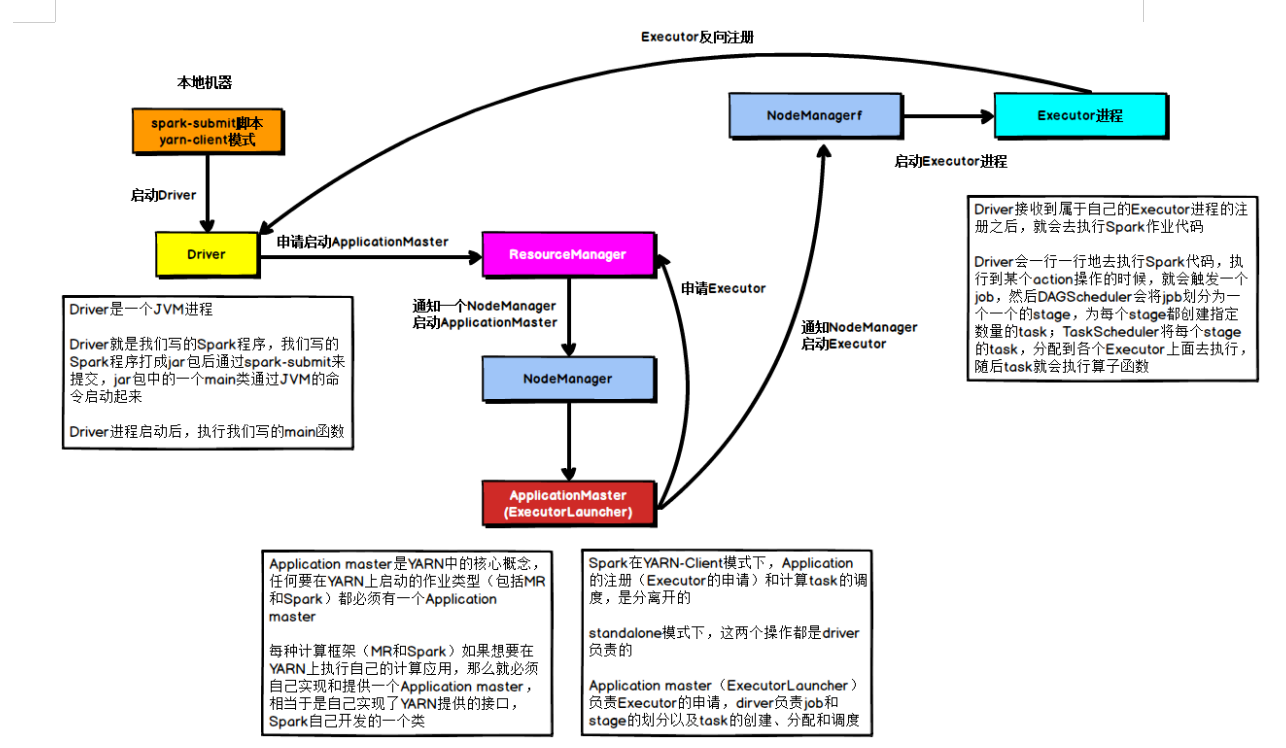 Executor反向注册
本地机器
spark-submit脚本
yarn-client模式
NodeManagerf
Executor进程
启动Executor进程
启动Driver
Driver
申请启动ApplicationMaster
ResourceManager
申请Executor
通知一个NodeManager
启动ApplicationMaster
通知NodeManager
启动Executor
NodeManager
ApplicationMaster
(ExecutorLauncher)
Driver接收到属于自己的Executor进程的注
册之后，就会去执行Spark作业代码
Driver会一行一行地去执行Spark代码，执
行到某个action操作的时候，就会触发一个
job，然后DAGScheduler会将jpb划分为一
个一个的stage，为每个stage都创建指定
数量的task；TaskScheduler将每个stage
的task，分配到各个Executor上面去执行，
随后task就会执行算子函数
Driver是一个JVM进程
Driver就是我们写的Spark程序，我们写的
Spark程序打成jar包后通过spark-submit来
提交，jar包中的一个main类通过JVM的命
令启动起来
Driver进程启动后，执行我们写的main函数
Application master是YARN中的核心概念，
任何要在YARN上启动的作业类型（包括MR
和Spark）都必须有一个Application
master
每种计算框架（MR和Spark）如果想要在
YARN上执行自己的计算应用，那么就必须
自己实现和提供一个Application master，
相当于是自己实现了YARN提供的接口，
Spark自己开发的一个类
Spark在YARN-Client模式下，Application
的注册（Executor的申请）和计算task的调
度，是分离开的
standalone模式下，这两个操作都是driver
负责的
Application master（ExecutorLauncher）
负责Executor的申请，dirver负责job和
stage的划分以及task的创建、分配和调度